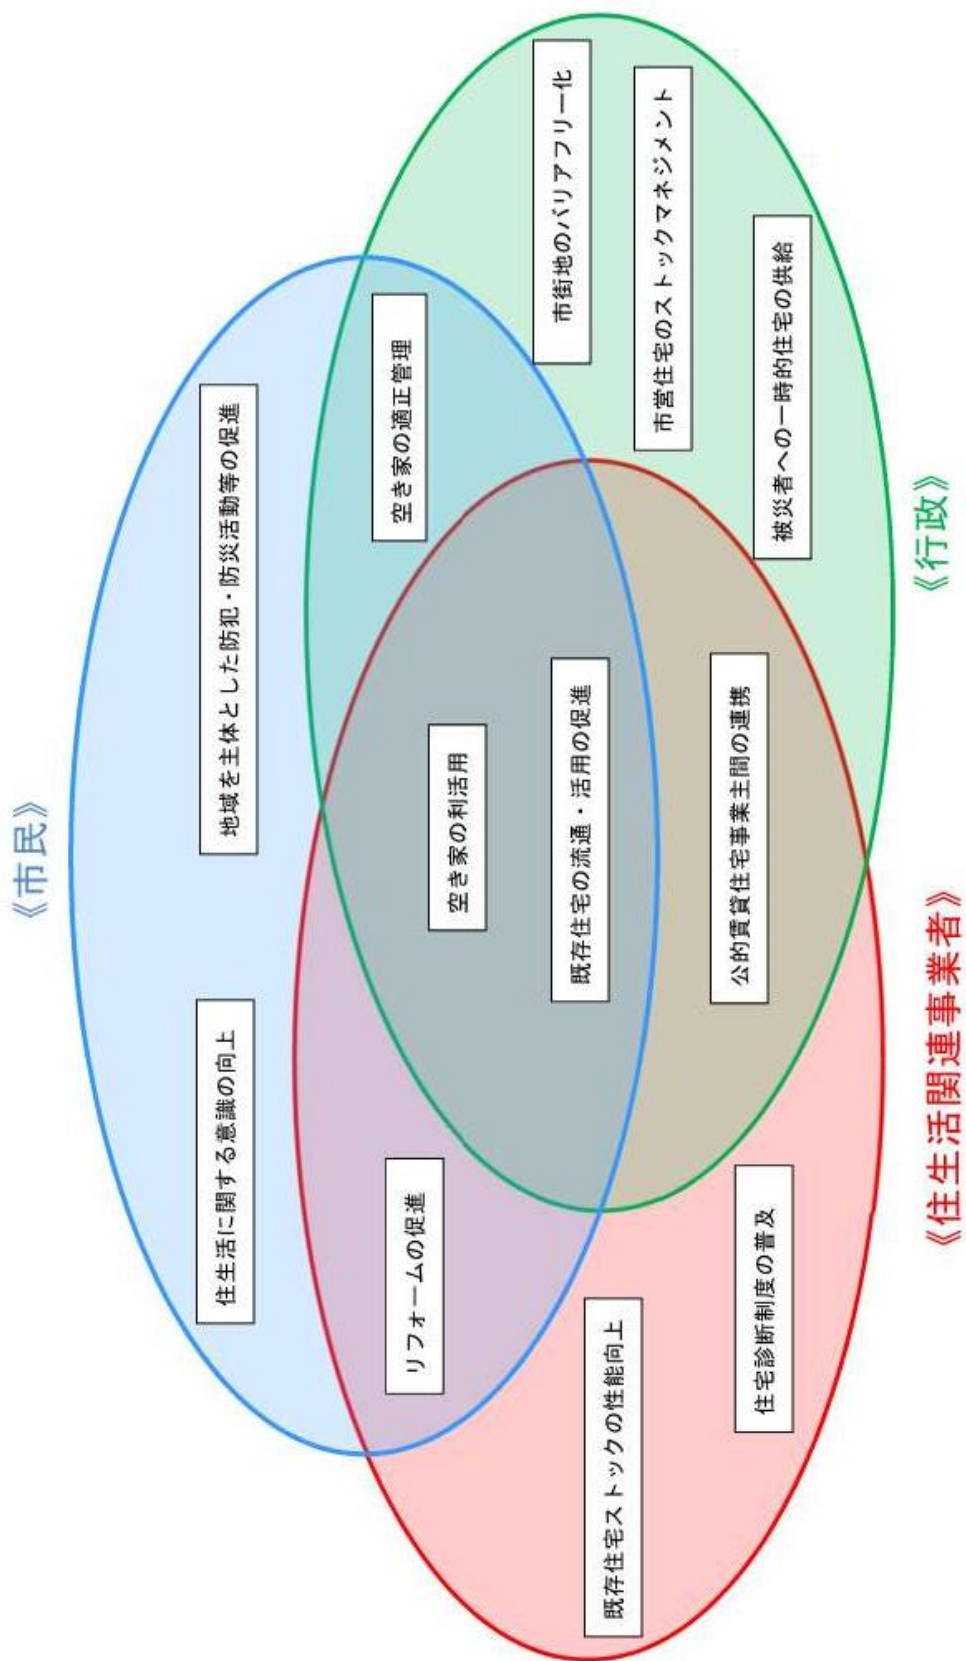 《市民》
住生活に関する意識の向上
地域を主体とした防犯・防災活動等の促進
リフォームの促進
空き家の利活用
空き家の適正管理
既存住宅の流通・活用の促進
市街地のバリアフリー化
既存住宅ストックの性能向上
市営住宅のストックマネジメント
住宅診断制度の普及
公的賃貸住宅事業主間の連携
被災者への一時的住宅の供給
《住生活関連事業者》
《行政》